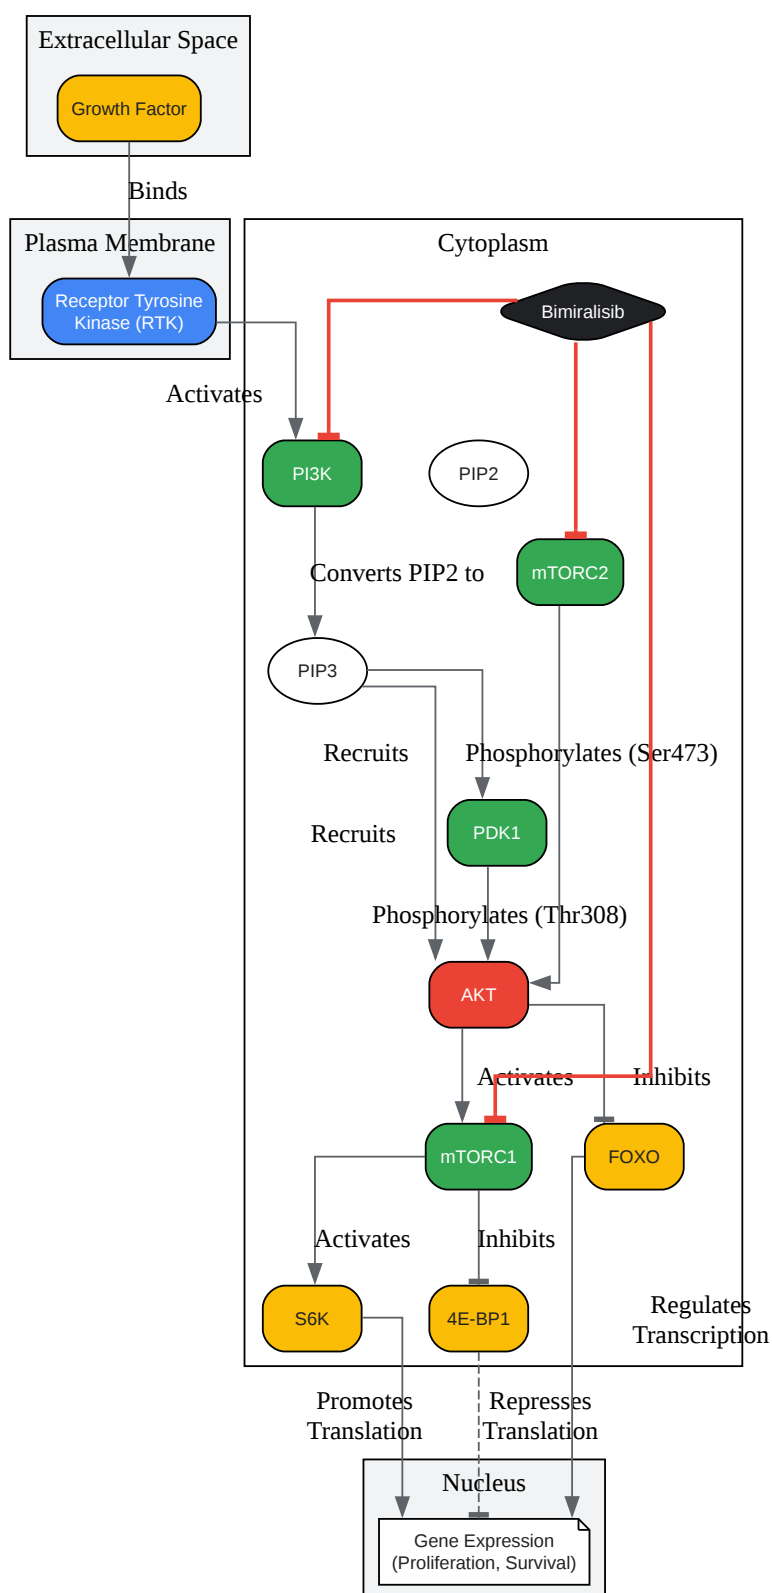 Extracellular Space
Growth Factor
Binds
Plasma Membrane
Cytoplasm
Receptor Tyrosine
Kinase (RTK)
Bimiralisib
Activates
PI3K
PIP2
Converts PIP2 to
mTORC2
PIP3
Recruits
Phosphorylates (Ser473)
Recruits
PDK1
Phosphorylates (Thr308)
AKT
Activates
Inhibits
mTORC1
FOXO
Activates
Inhibits
S6K
4E-BP1
Regulates
Transcription
Promotes
Translation
Represses
Translation
Nucleus
Gene Expression
(Proliferation, Survival)